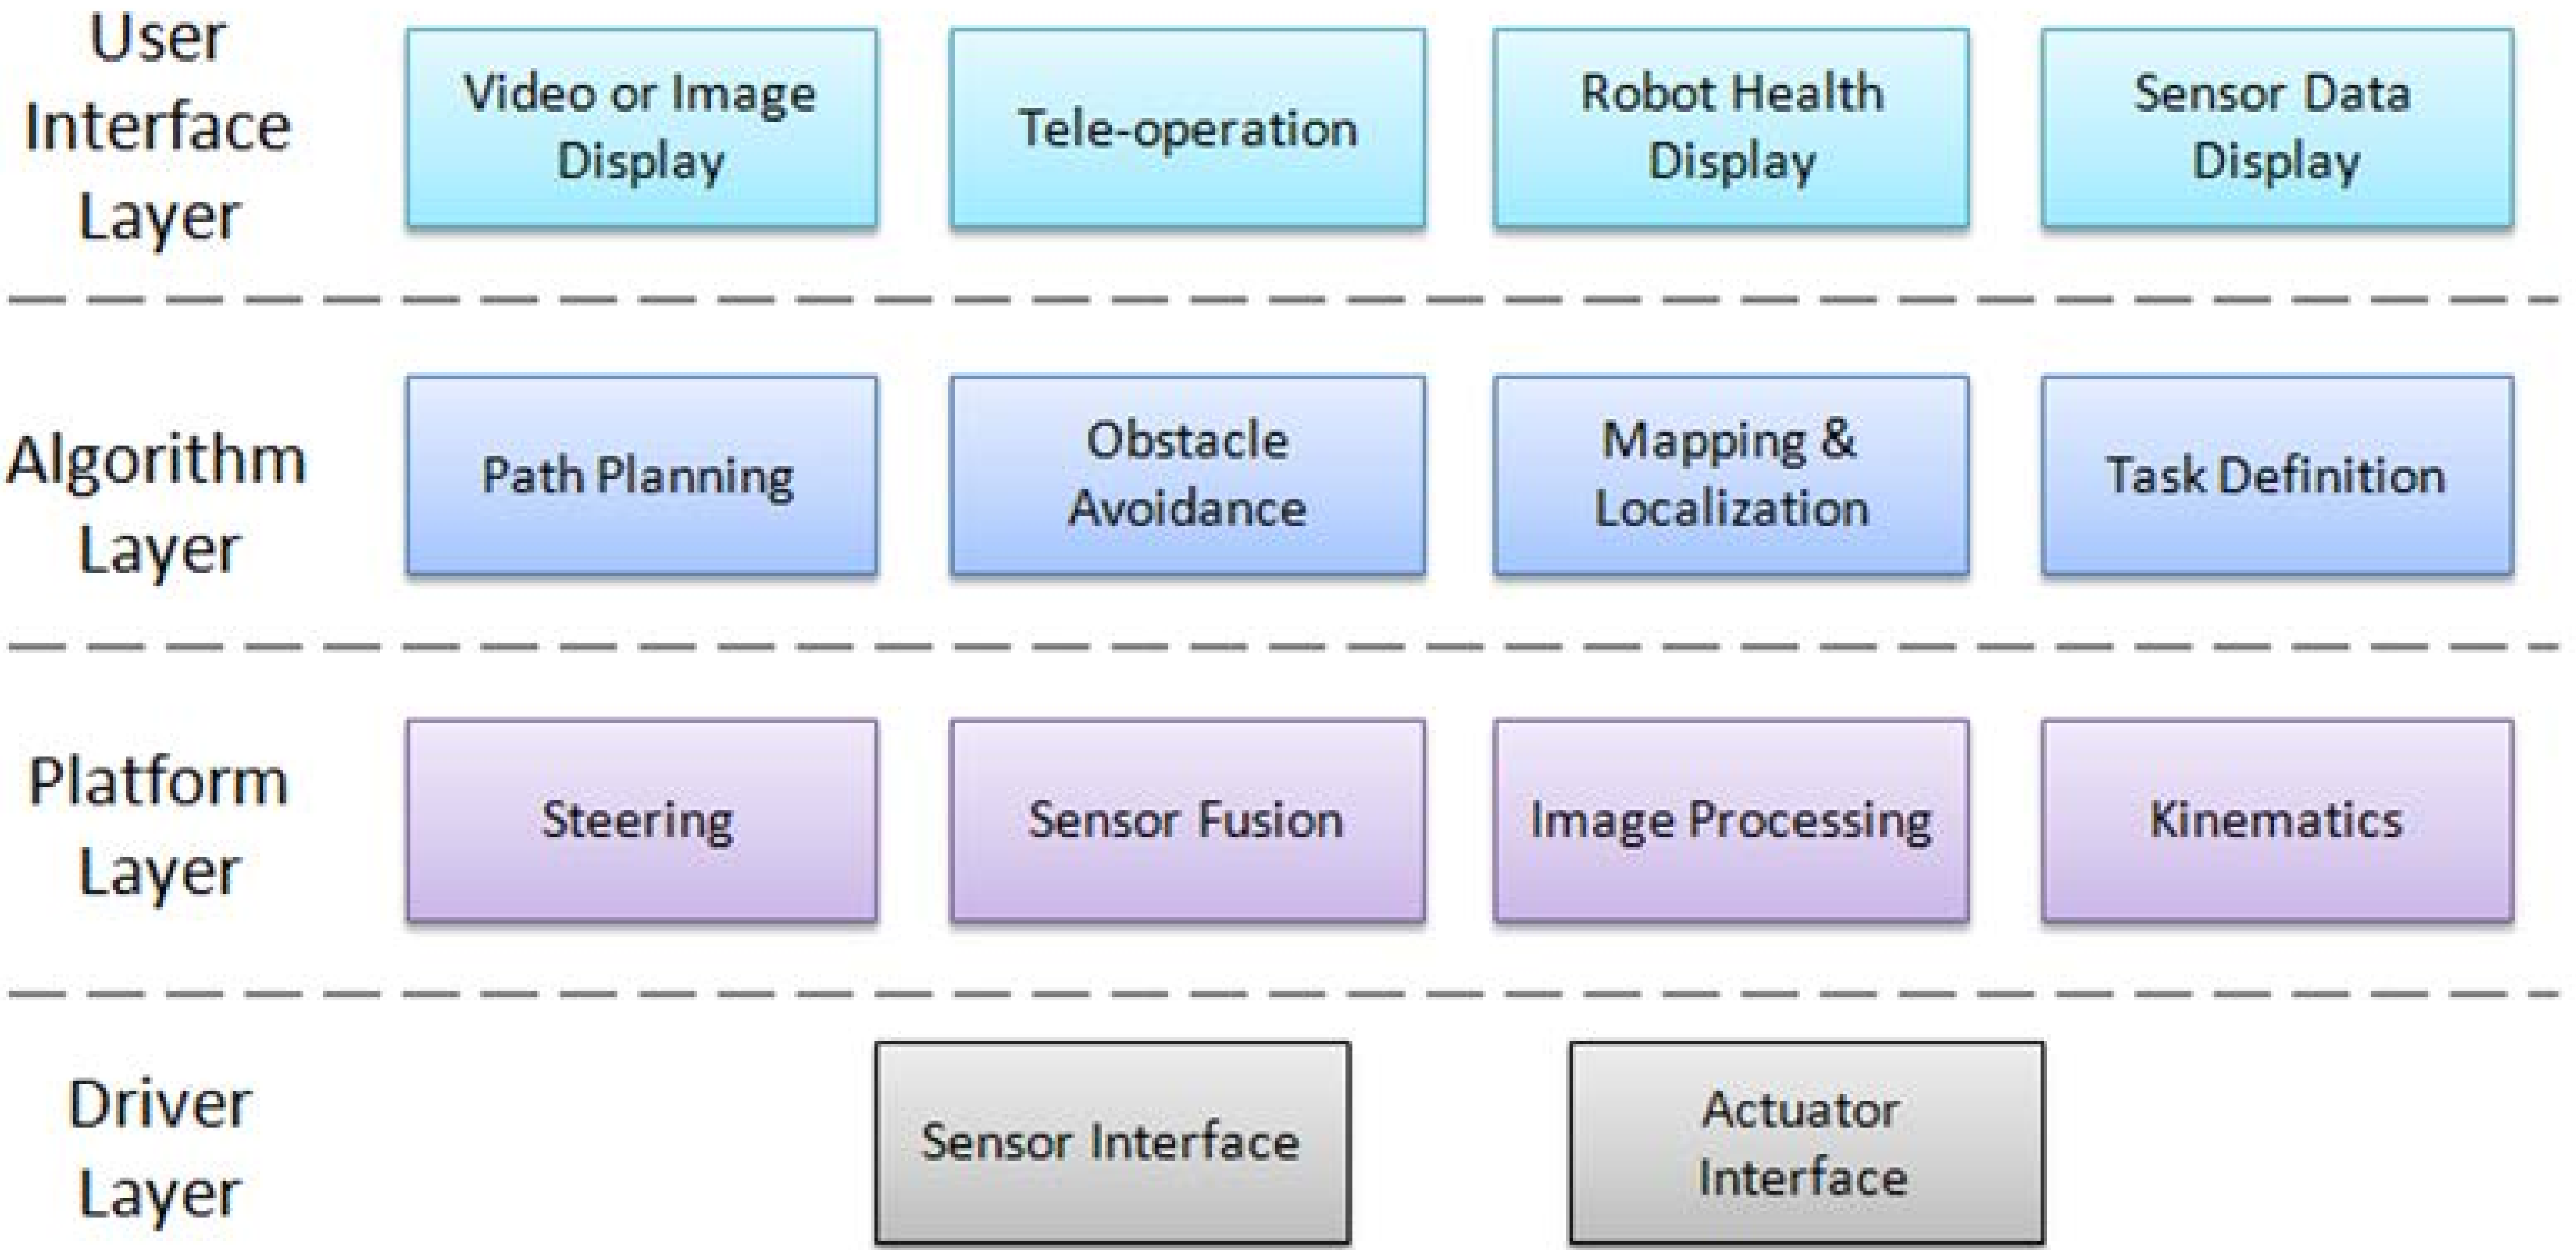 User
Interface
Layer
Video or Image
Display
Tele-operation
Robot Health
Display
Sensor Data
Display
Algorithm
Layer
Path Planning
Obstacle
Avoidance
Mapping &
Localization
Task Definition
Platform
Layer
Steering
Sensor Fusion
Image Processing
Kinematics
Driver
Layer
Sensor Interface
Actuator
Interface